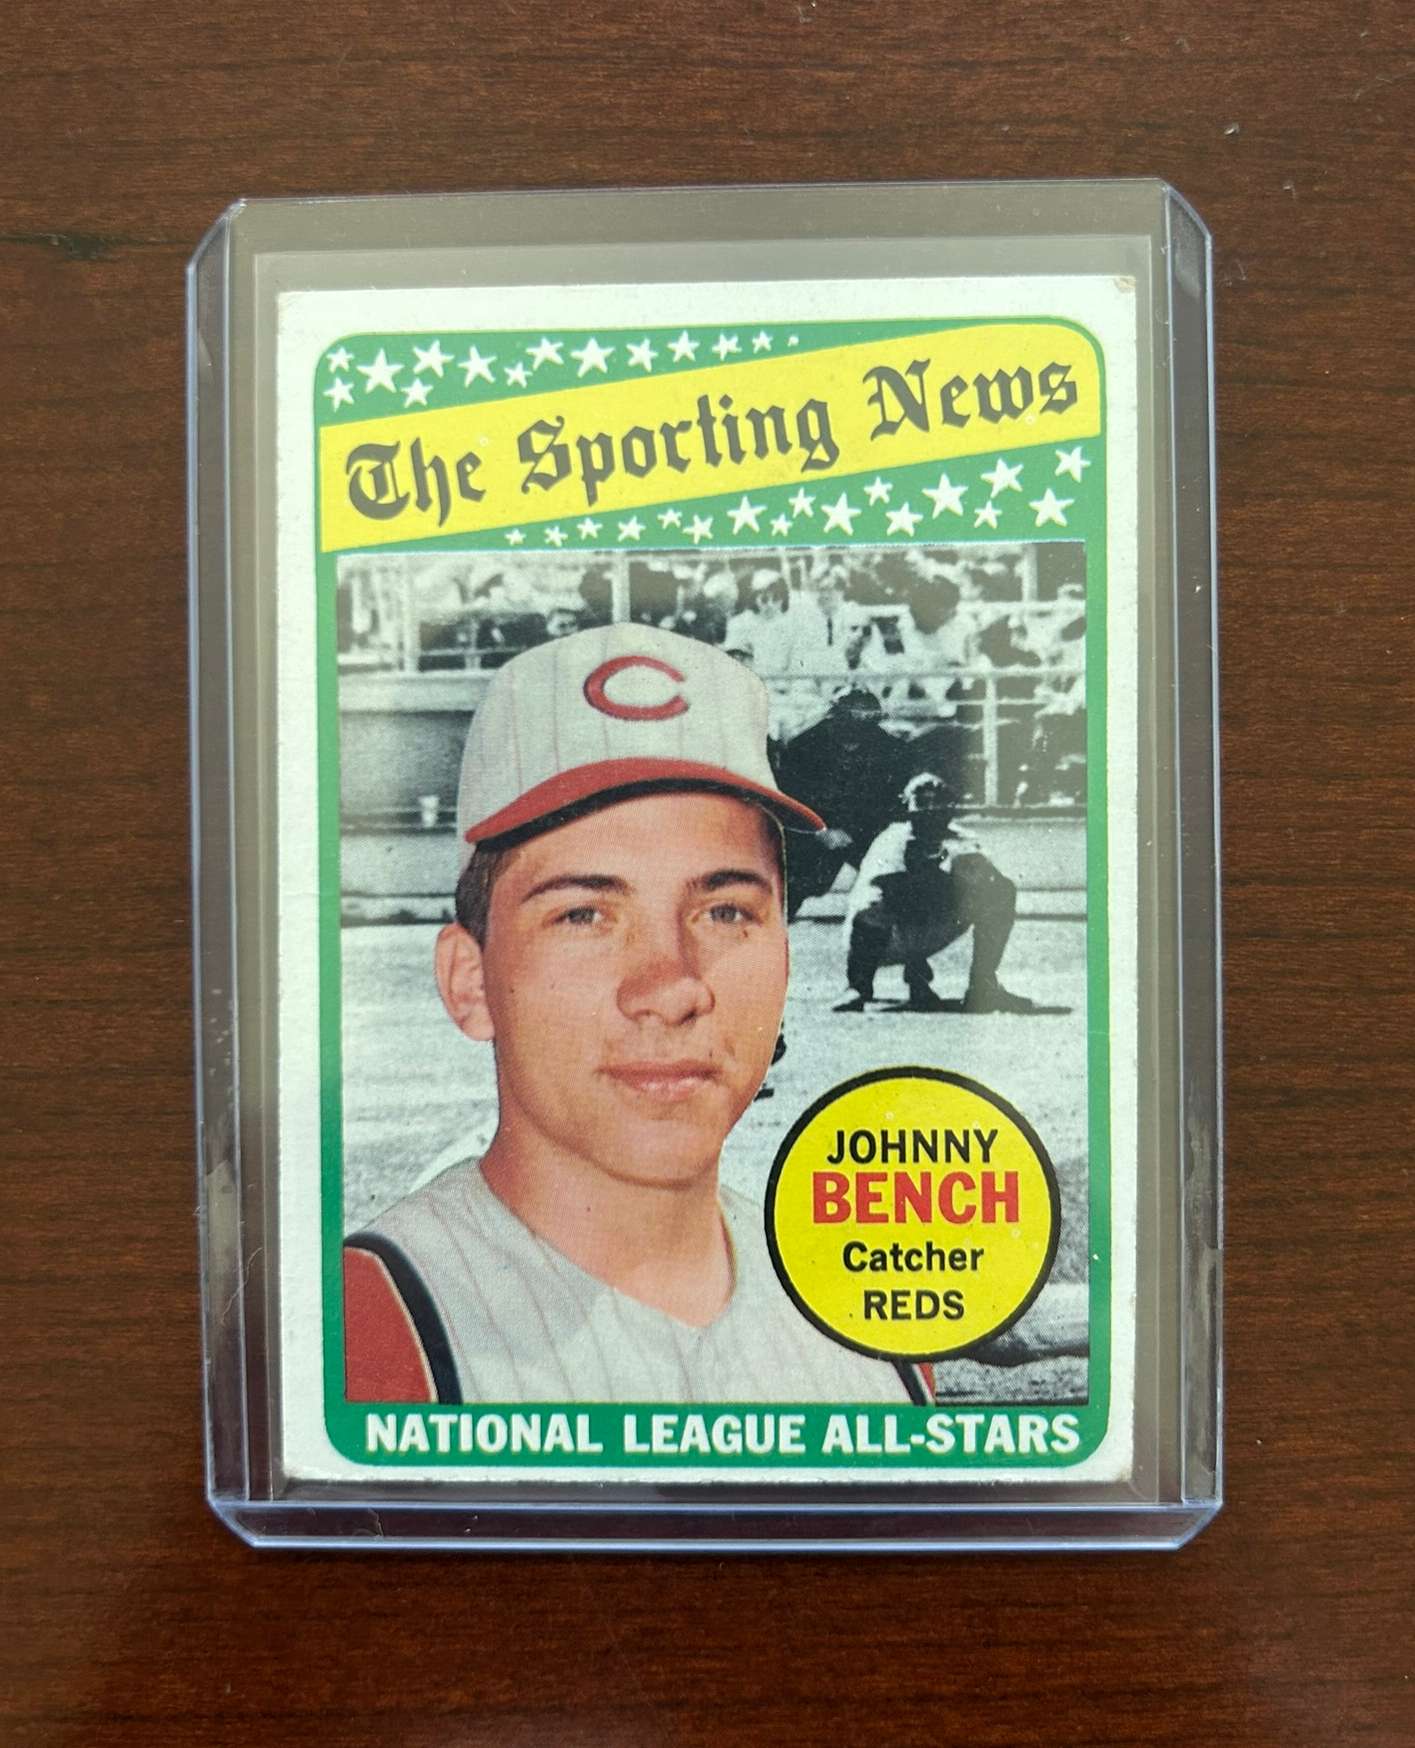 The Sporting News
C
JOHNNY
BENCH
Catcher
REDS
NATIONAL LEAGUE ALL-STARS